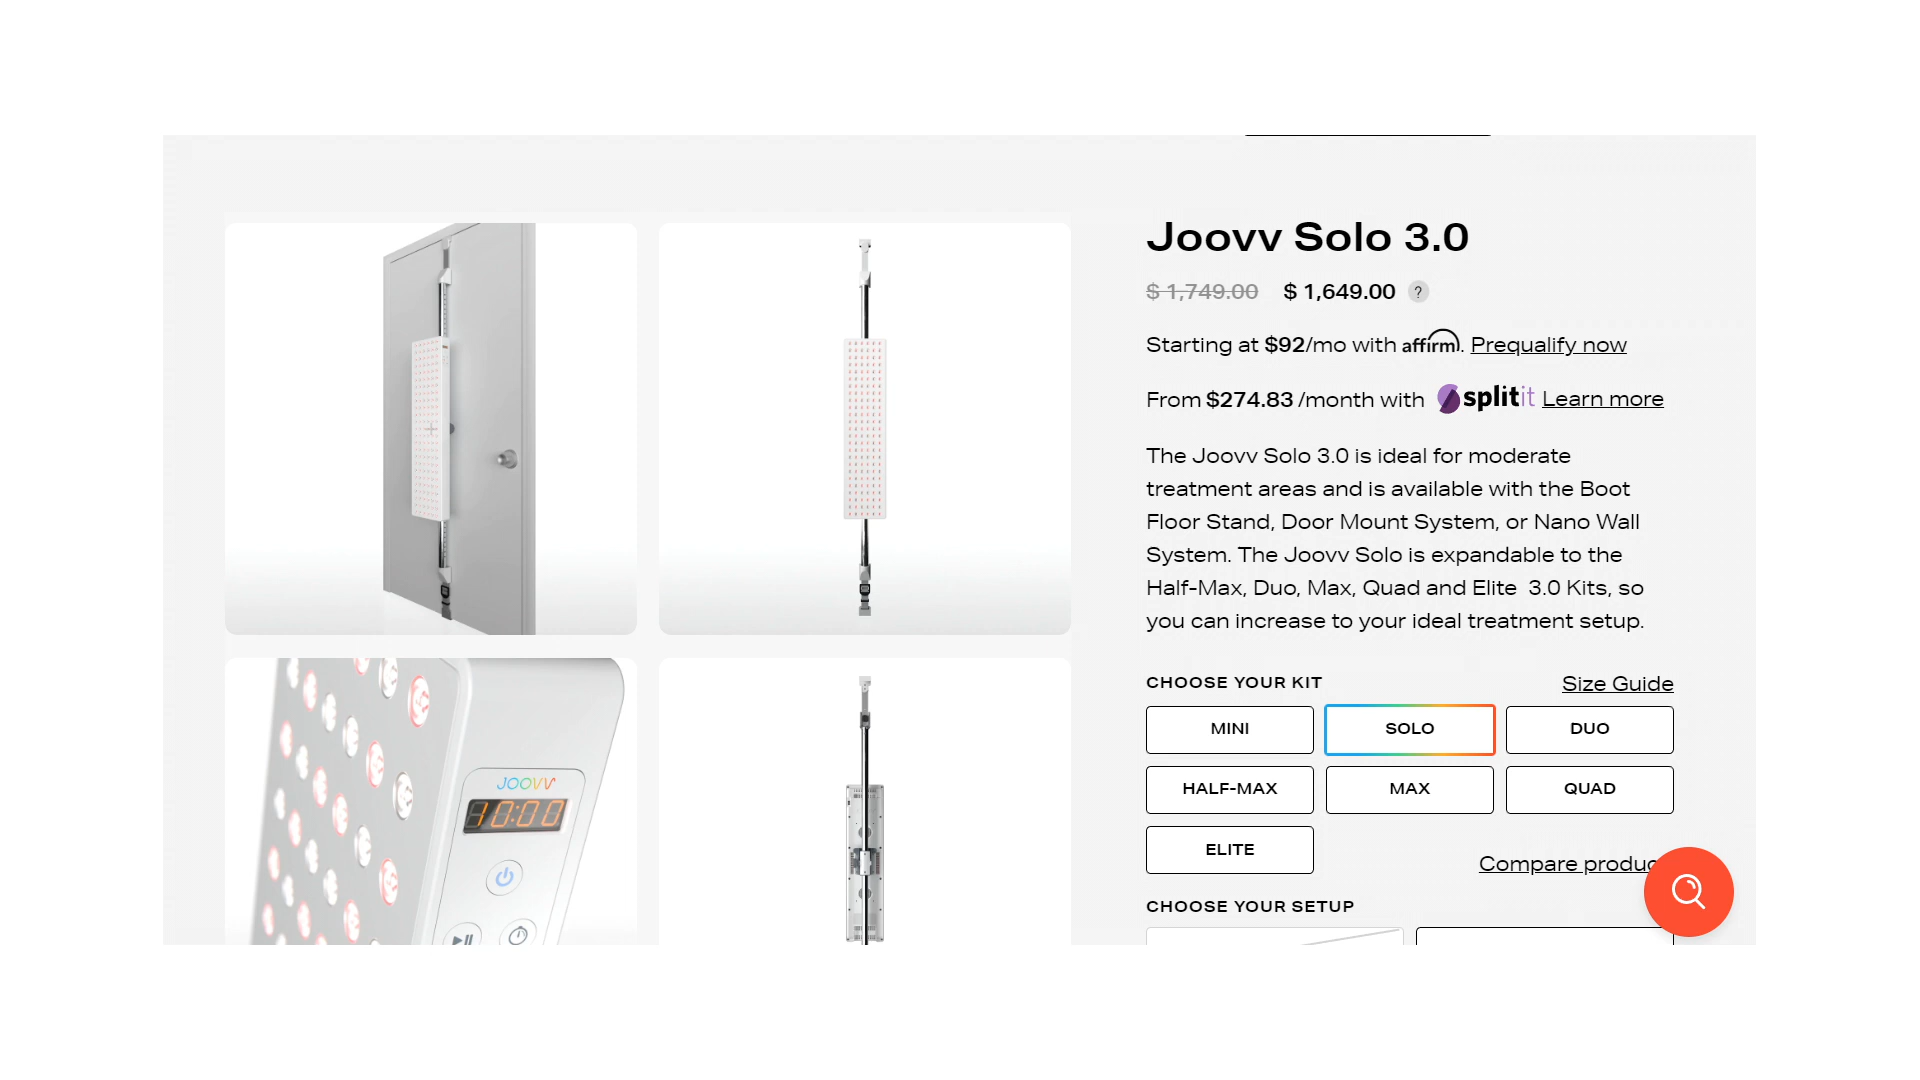 Joovv Solo 3.0
$ 1,749.00 $ 1,649.00 ?
Starting at $92/mo with affirm. Prequalify now
From $274.83 /month with splitit Learn more
The Joovv Solo 3.0 is ideal for moderate
treatment areas and is available with the Boot
Floor Stand, Door Mount System, or Nano Wall
System. The Joovv Solo is expandable to the
Half-Max, Duo, Max, Quad and Elite 3.0 Kits, so
you can increase to your ideal treatment setup.
CHOOSE YOUR KIT Size Guide
MINI SOLO DUO
HALF-MAX MAX QUAD
ELITE
Compare produc
CHOOSE YOUR SETUP
JOOVV
10:00